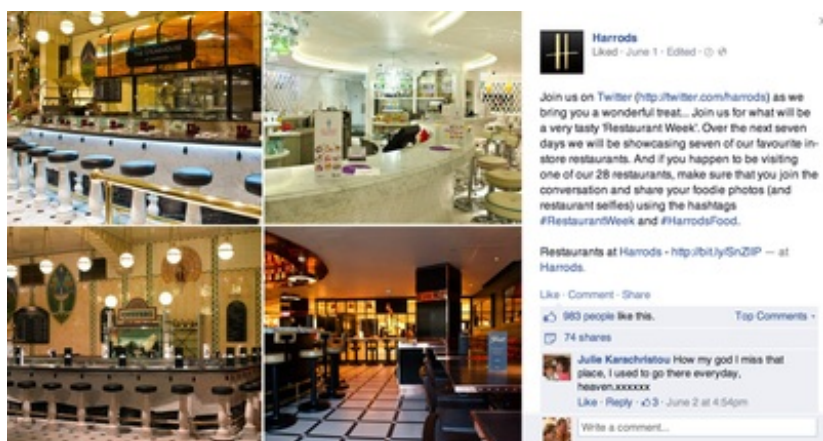 THE STEAKHOUSE
Harrods
Liked · June 1 · Edited ·
Join us on Twitter (http://twitter.com/harrods) as we
bring you a wonderful treat... Join us for what will be
a very tasty 'Restaurant Week'. Over the next seven
days we will be showcasing seven of our favourite in-
store restaurants. And if you happen to be visiting
one of our 28 restaurants, make sure that you join the
conversation and share your foodie photos (and
restaurant selfies) using the hashtags
#RestaurantWeek and #HarrodsFood.
Restaurants at Harrods - http://bit.ly/SnZIIP — at
Harrods.
Like · Comment · Share
983 people like this. Top Comments
74 shares
Julie Karschristou How my god I miss that
place, I used to go there everyday,
heaven.xxxxxx
Like · Reply · 3 · June 2 at 4:54pm
Write a comment...